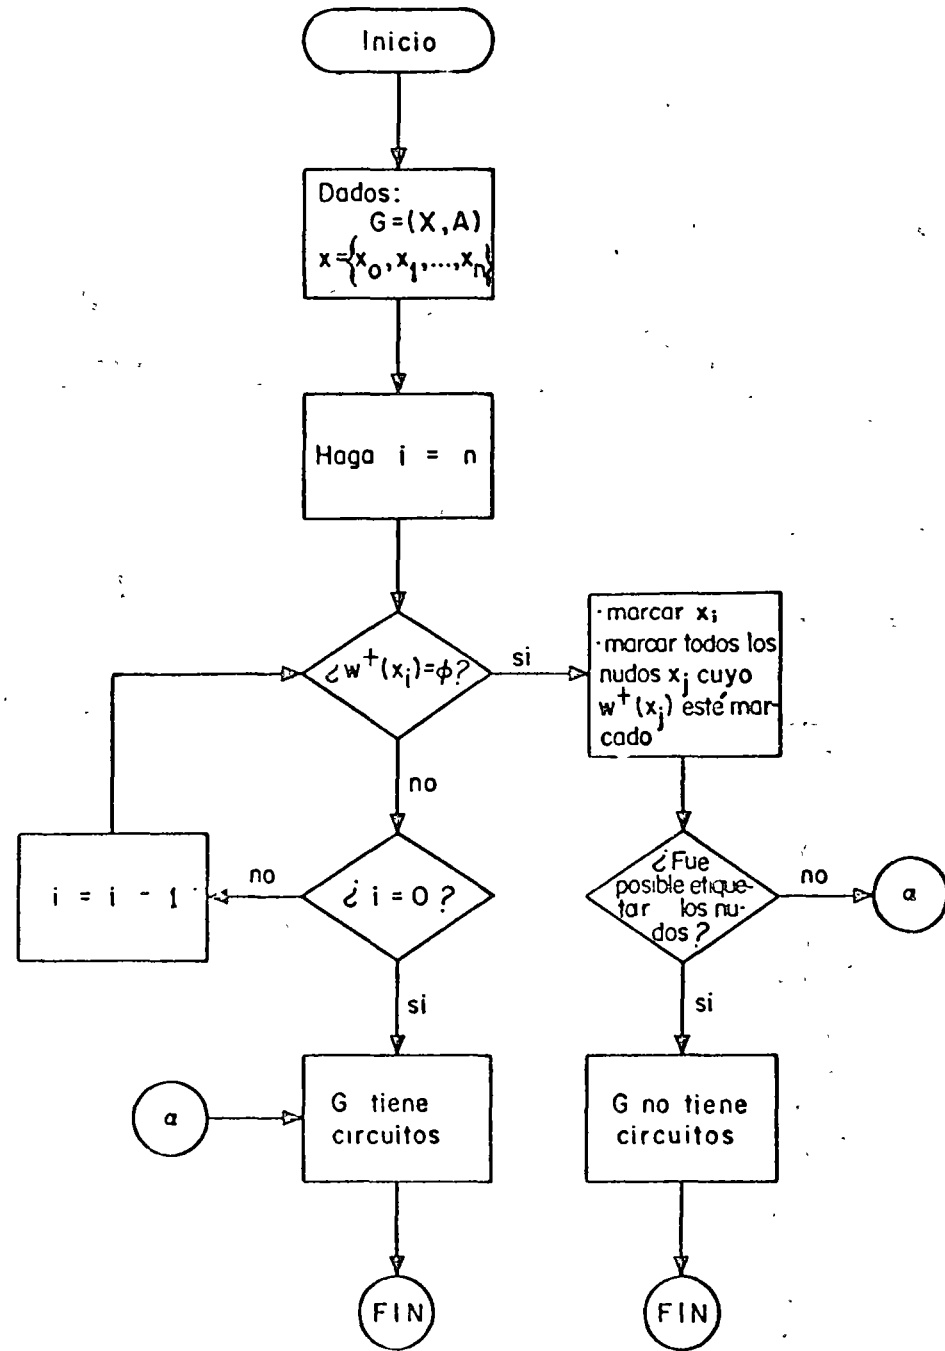 Inicio
Dados:
G=(X,A)
x={x₀,x₁,...,xₙ}
Haga i = n
¿w⁺(xᵢ)=ϕ?
si
·marcar xᵢ
·marcar todos los
nudos xⱼ cuyo
w⁺(xⱼ) esté mar-
cado
no
i = i - 1
no
¿ i = 0 ?
¿Fue
posible etique-
tar los nu-
dos ?
no
α
si
si
α
G tiene
circuitos
G no tiene
circuitos
FIN
FIN